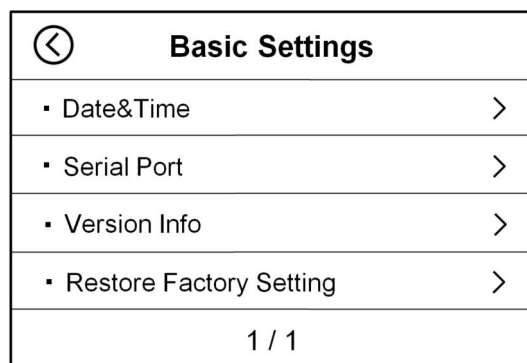 Basic Settings
▪ Date&Time
▪ Serial Port
▪ Version Info
▪ Restore Factory Setting
1 / 1